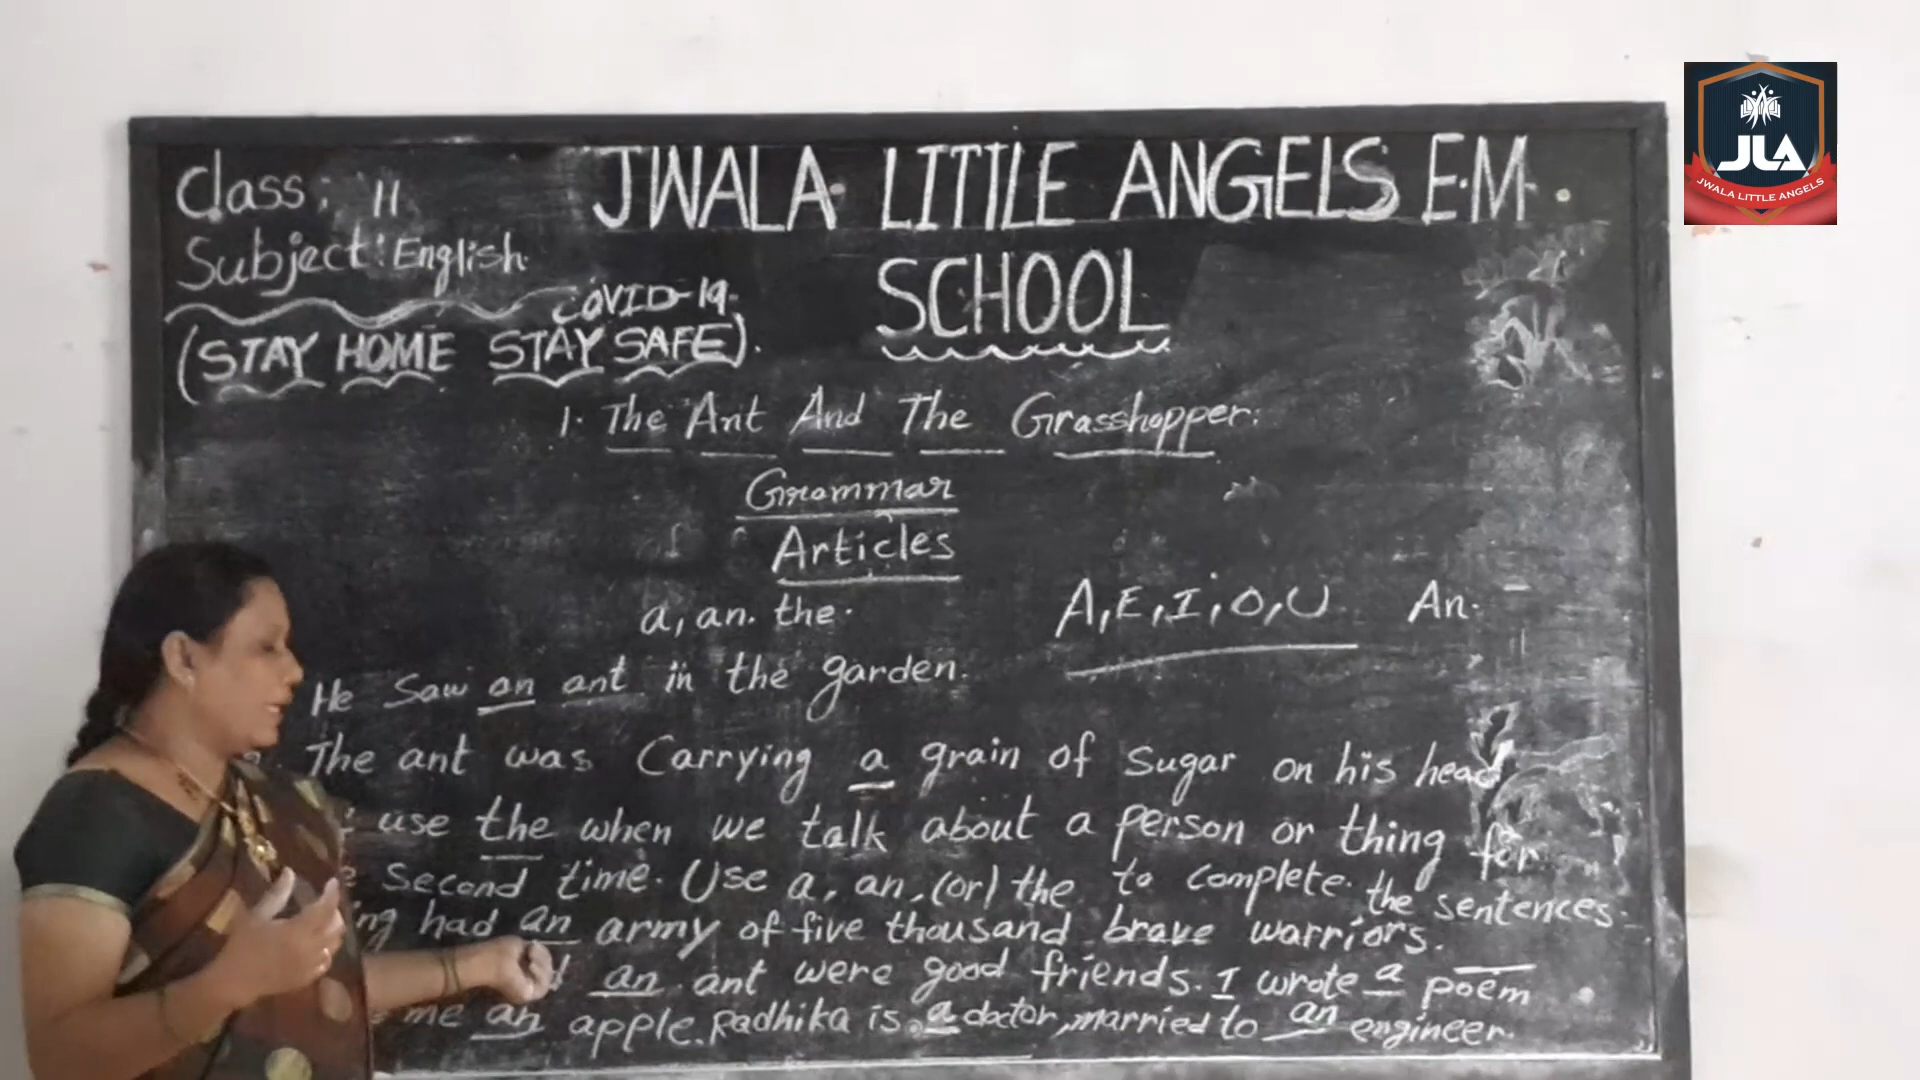 Class: II
Subject: English.
JWALA LITTLE ANGELS E.M.
SCHOOL
COVID-19.
(STAY HOME STAY SAFE).
1. The Ant And The Grasshopper.
Grammar
Articles
a, an. the.
A, E, I, O, U An.
He Saw an ant in the garden.
The ant was Carrying a grain of Sugar on his head
use the when we talk about a person or thing for
second time. Use a, an, (or) the to complete the sentences.
had an army of five thousand brave warriors.
an ant were good friends. I wrote a poem
me an apple. Radhika is a doctor, married to an engineer.
JLA
JWALA LITTLE ANGELS